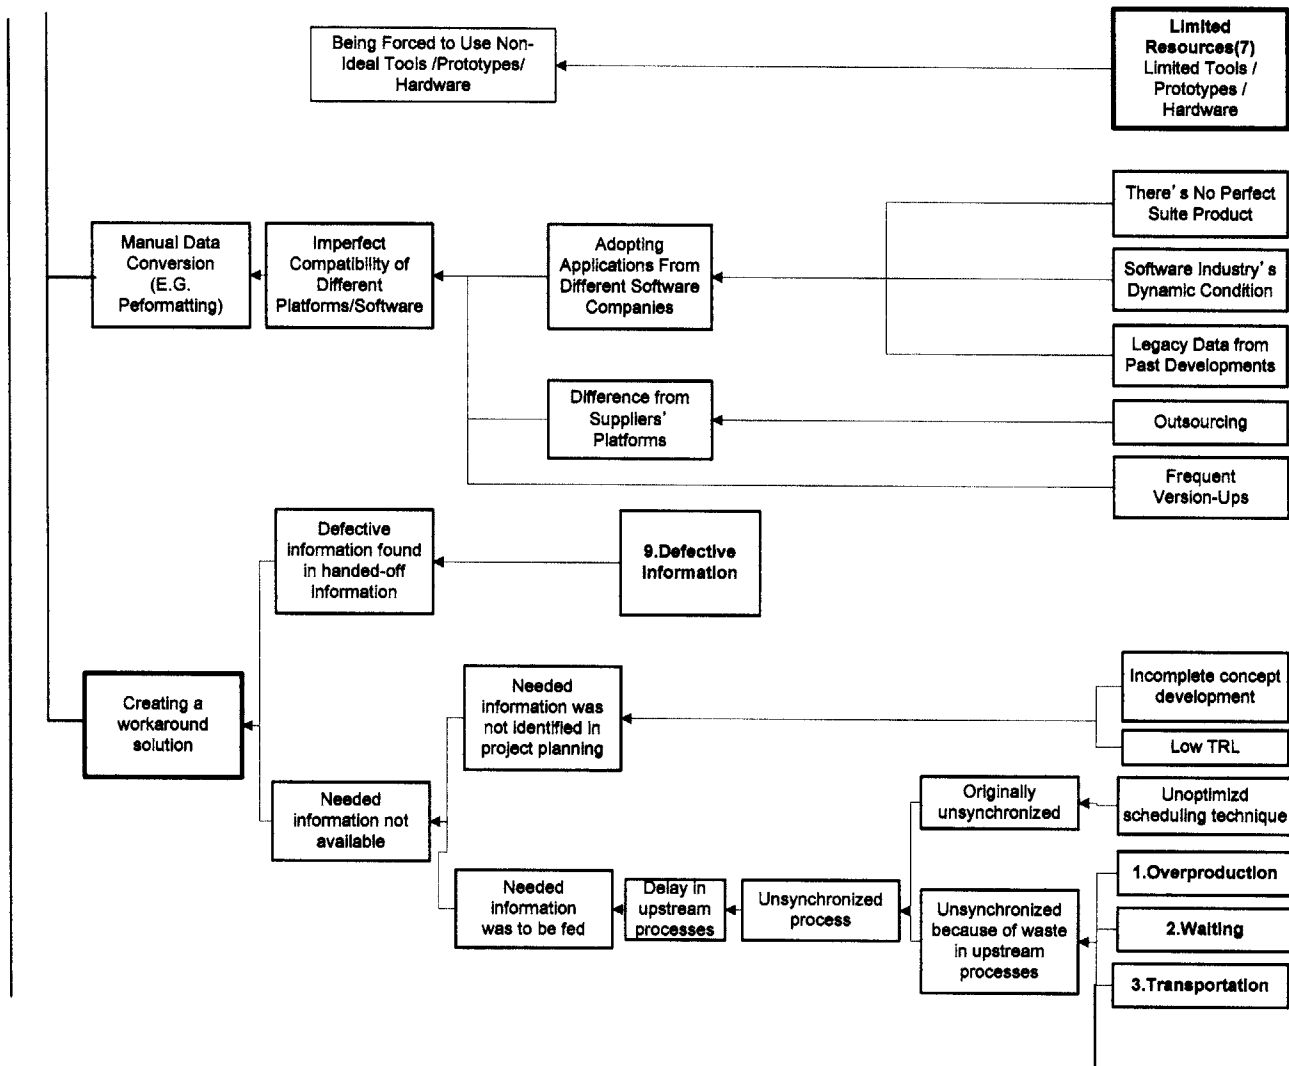 Being Forced to Use Non-
Ideal Tools /Prototypes/
Hardware
Limited
Resources(7)
Limited Tools /
Prototypes /
Hardware
There's No Perfect
Suite Product
Manual Data
Conversion
(E.G.
Peformatting)
Imperfect
Compatibility of
Different
Platforms/Software
Adopting
Applications From
Different Software
Companies
Software Industry's
Dynamic Condition
Legacy Data from
Past Developments
Difference from
Suppliers'
Platforms
Outsourcing
Frequent
Version-Ups
Defective
information found
in handed-off
information
9.Defective
Information
Creating a
workaround
solution
Needed
information was
not identified in
project planning
Incomplete concept
development
Low TRL
Needed
information not
available
Originally
unsynchronized
Unoptimizd
scheduling technique
Needed
information
was to be fed
Delay in
upstream
processes
Unsynchronized
process
Unsynchronized
because of waste
in upstream
processes
1.Overproduction
2.Waiting
3.Transportation